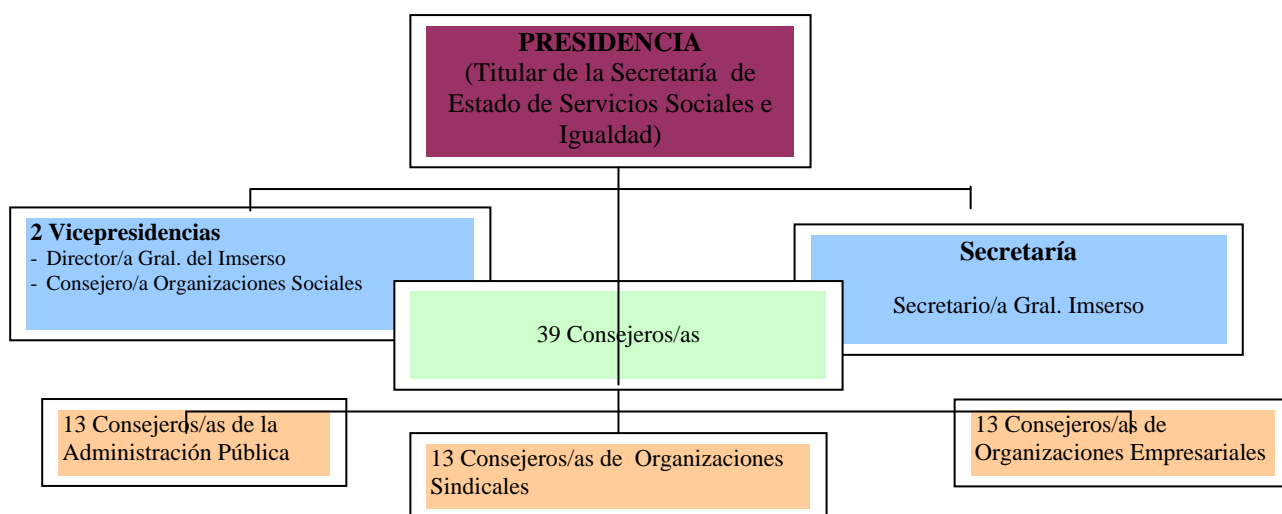 PRESIDENCIA
(Titular de la Secretaría de
Estado de Servicios Sociales e
Igualdad)
2 Vicepresidencias
- Director/a Gral. del Imserso
- Consejero/a Organizaciones Sociales
Secretaría
Secretario/a Gral. Imserso
39 Consejeros/as
13 Consejeros/as de la
Administración Pública
13 Consejeros/as de Organizaciones
Sindicales
13 Consejeros/as de
Organizaciones Empresariales